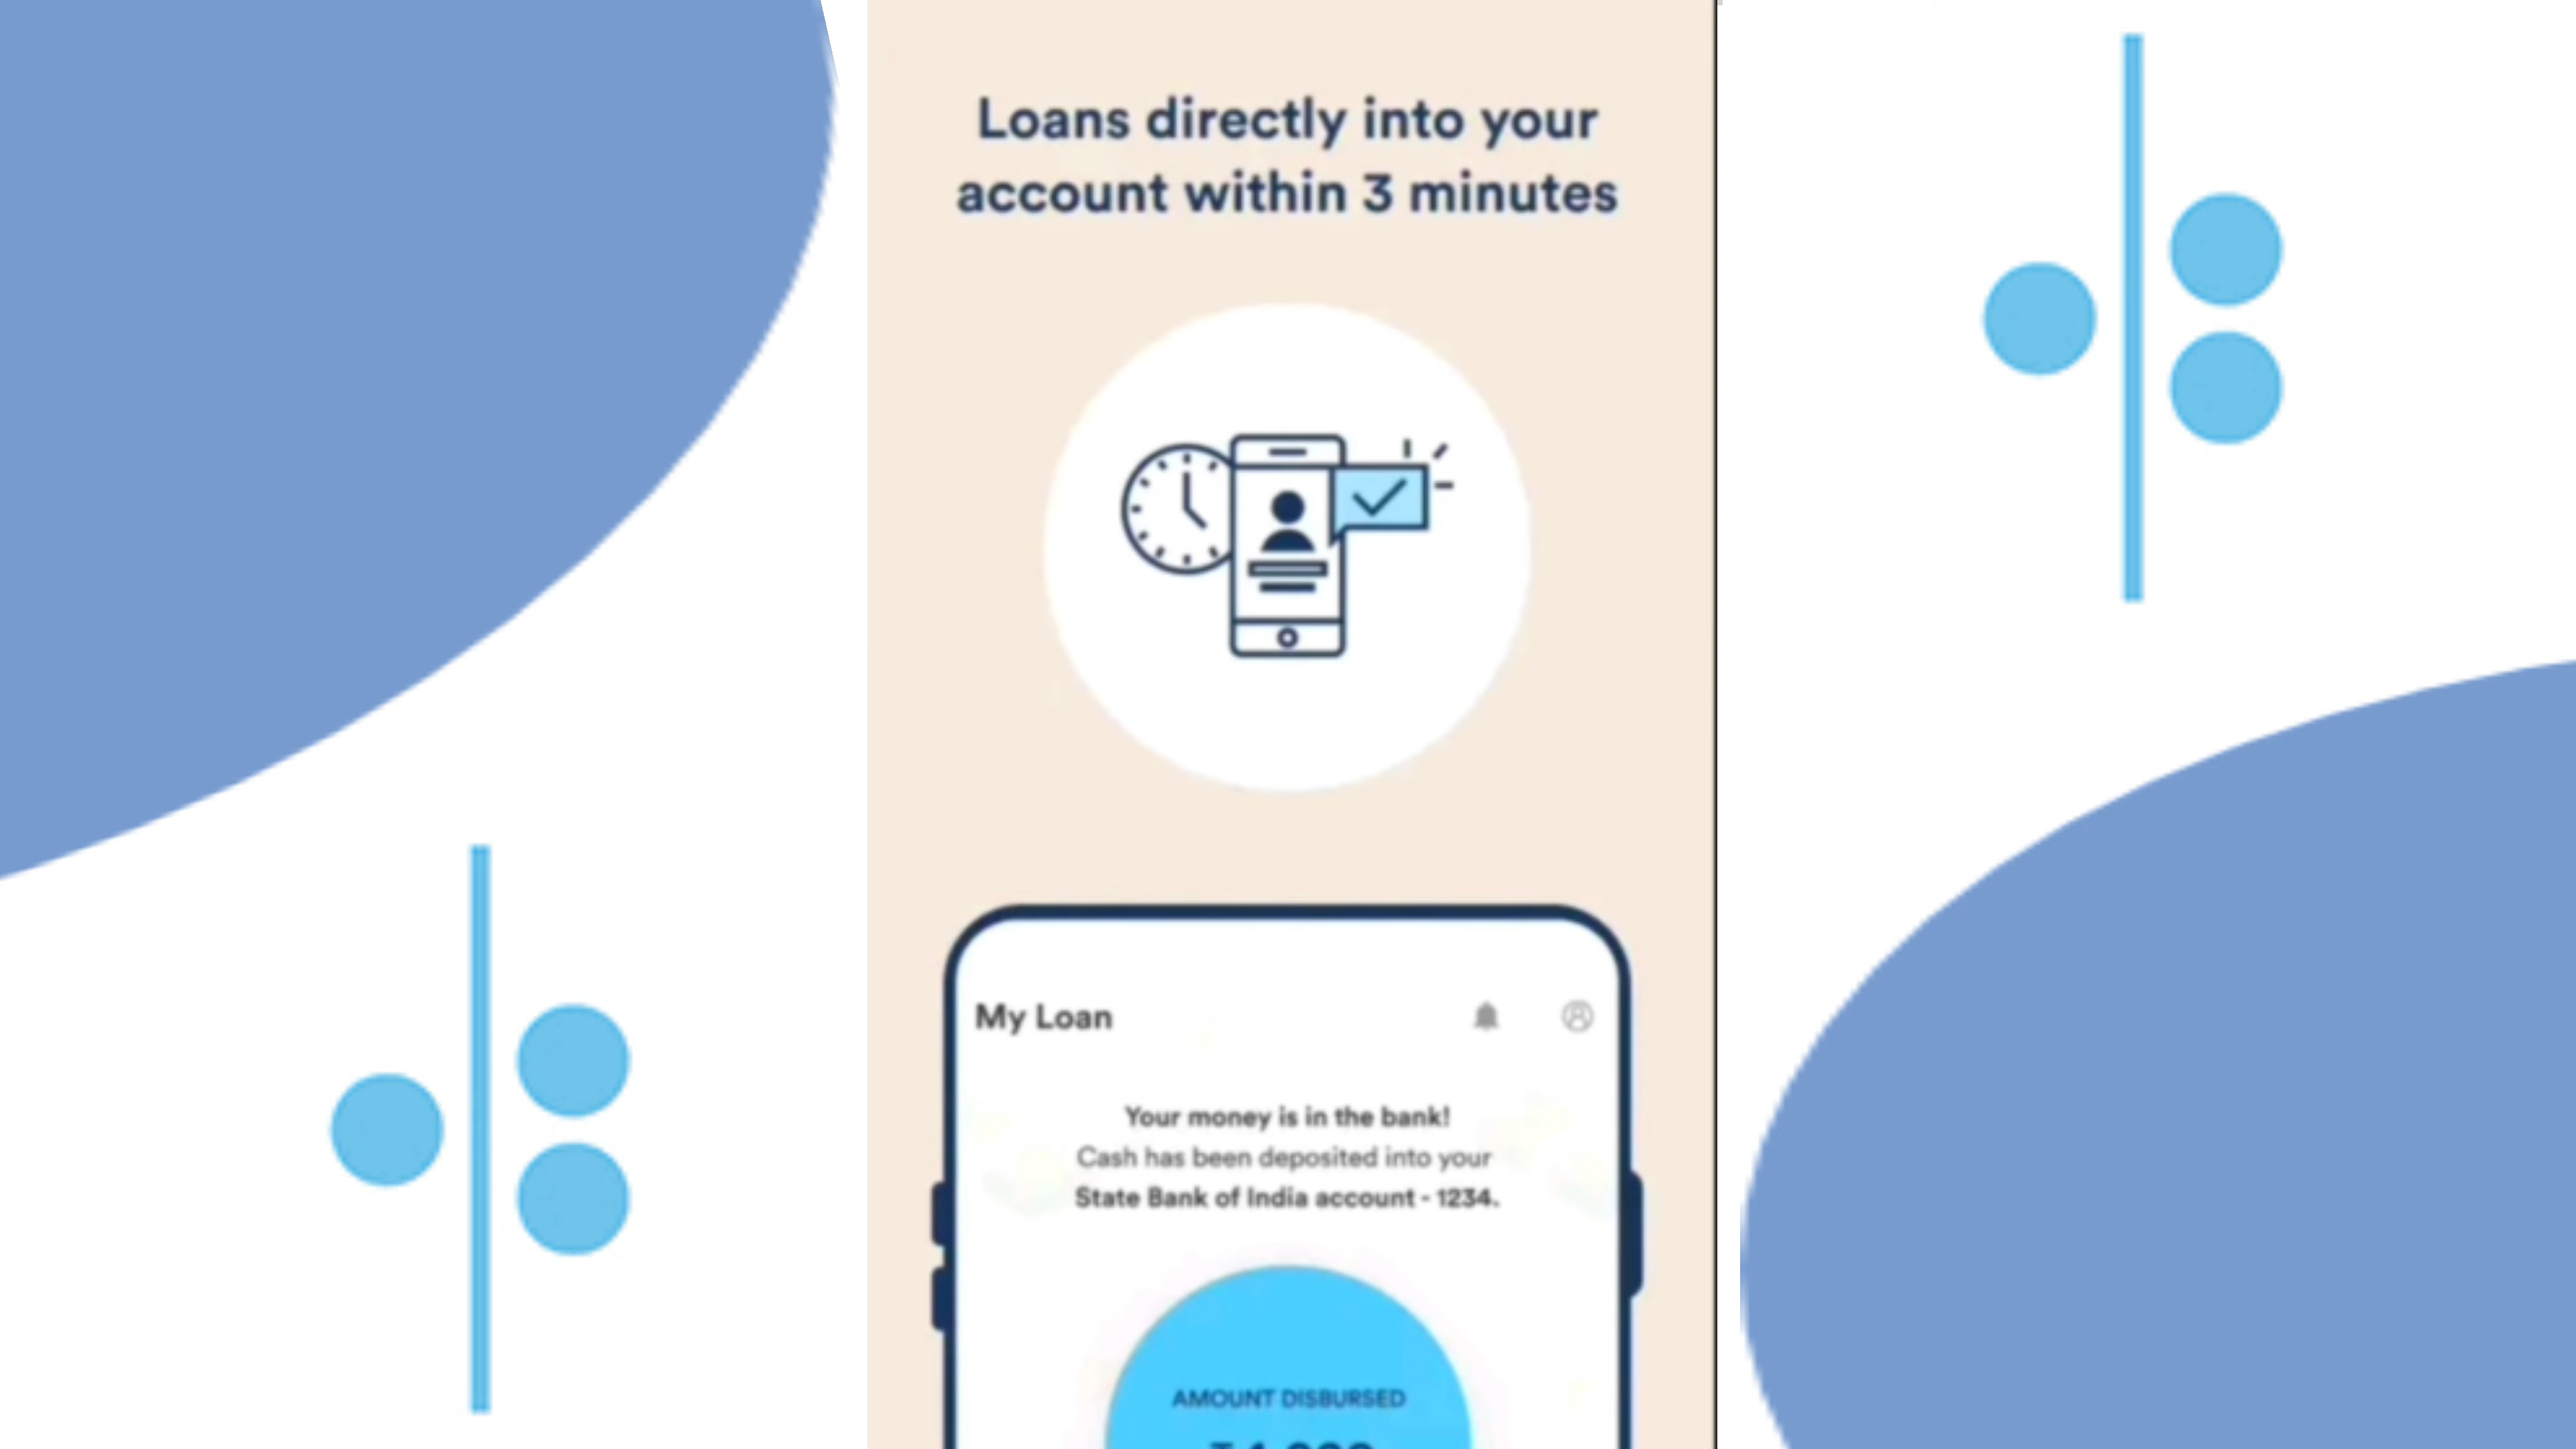 Loans directly into your
account within 3 minutes
My Loan
Your money is in the bank!
Cash has been deposited into your
State Bank of India account - 1234.
AMOUNT DISBURSED